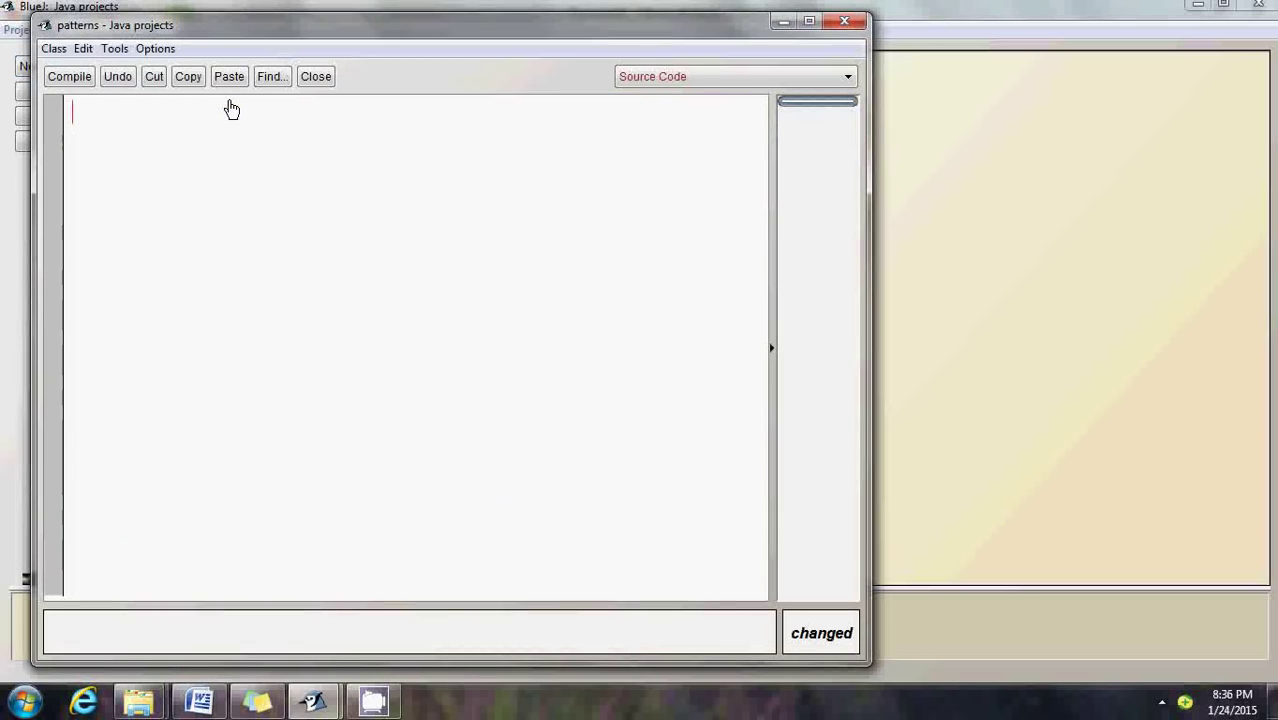 BlueJ: Java projects
patterns - Java projects
Class Edit Tools Options
Compile Undo Cut Copy Paste Find... Close
Source Code
changed
8:36 PM
1/24/2015